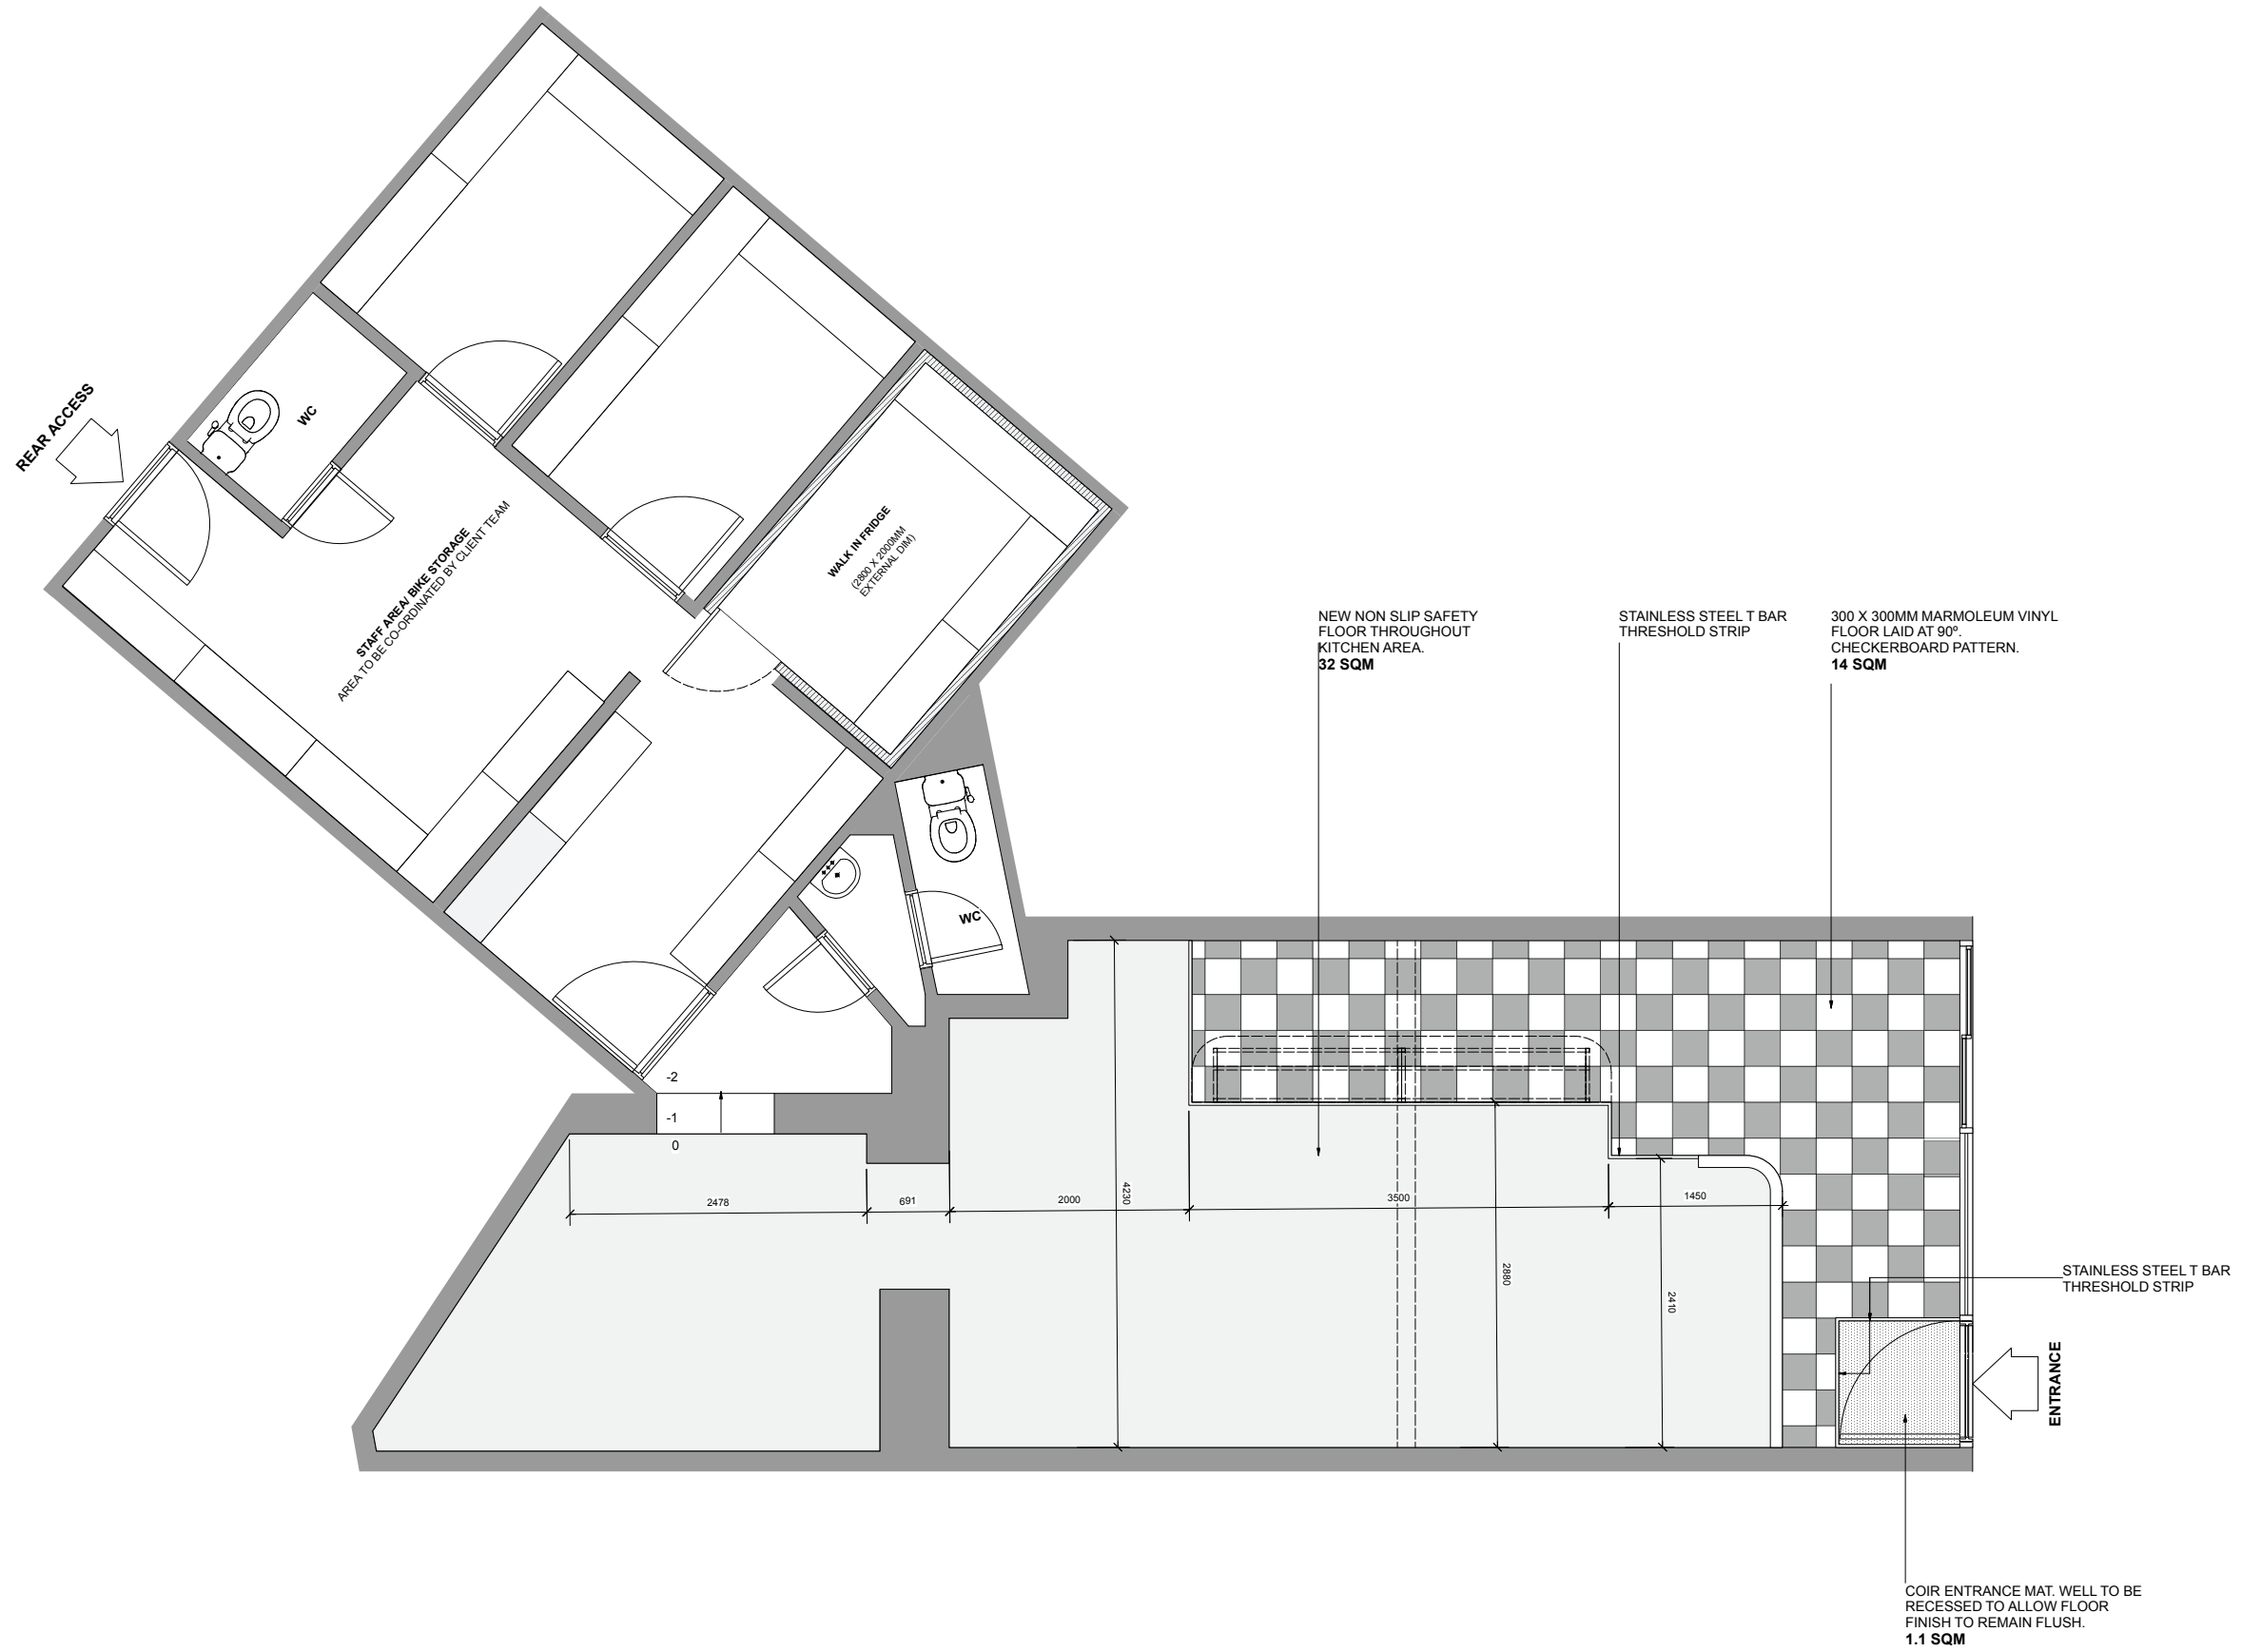 REAR ACCESS
WC
STAFF AREA/ BIKE STORAGE
AREA TO BE CO-ORDINATED BY CLIENT TEAM
WALK IN FRIDGE
(2800 X 2000MM
EXTERNAL DIM)
WC
NEW NON SLIP SAFETY
FLOOR THROUGHOUT
KITCHEN AREA.
32 SQM
STAINLESS STEEL T BAR
THRESHOLD STRIP
300 X 300MM MARMOLEUM VINYL
FLOOR LAID AT 90º.
CHECKERBOARD PATTERN.
14 SQM
-2
-1
0
2478
691
2000
4230
3500
1450
2880
2410
STAINLESS STEEL T BAR
THRESHOLD STRIP
ENTRANCE
COIR ENTRANCE MAT. WELL TO BE
RECESSED TO ALLOW FLOOR
FINISH TO REMAIN FLUSH.
1.1 SQM